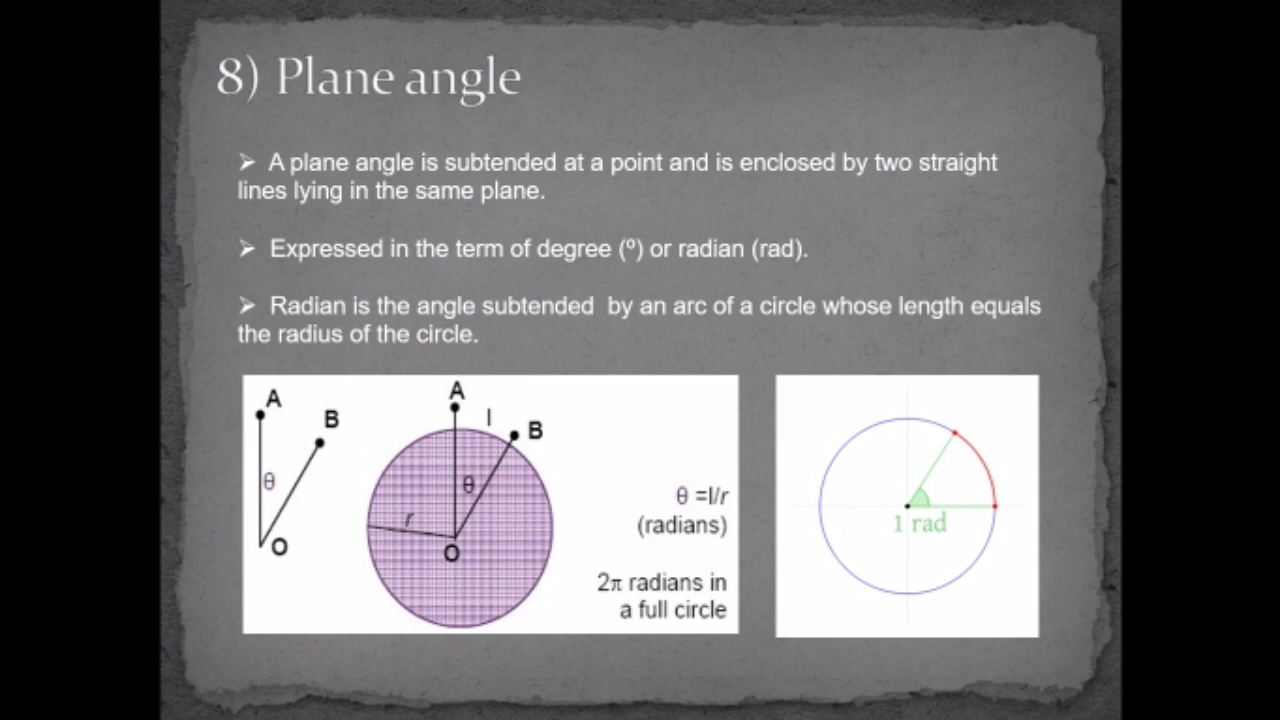 8) Plane angle
➢ A plane angle is subtended at a point and is enclosed by two straight
lines lying in the same plane.
➢ Expressed in the term of degree (º) or radian (rad).
➢ Radian is the angle subtended by an arc of a circle whose length equals
the radius of the circle.
A
B
θ
O
A
l
B
θ
r
O
θ =l/r
(radians)
2π radians in
a full circle
1 rad